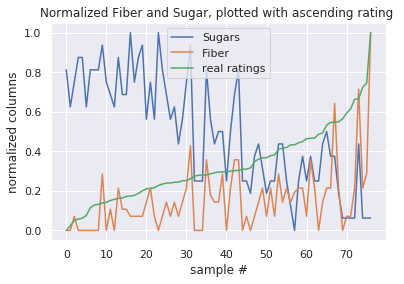 Normalized Fiber and Sugar, plotted with ascending rating
Sugars
Fiber
real ratings
normalized columns
1.0
0.8
0.6
0.4
0.2
0.0
0 10 20 30 40 50 60 70
sample #